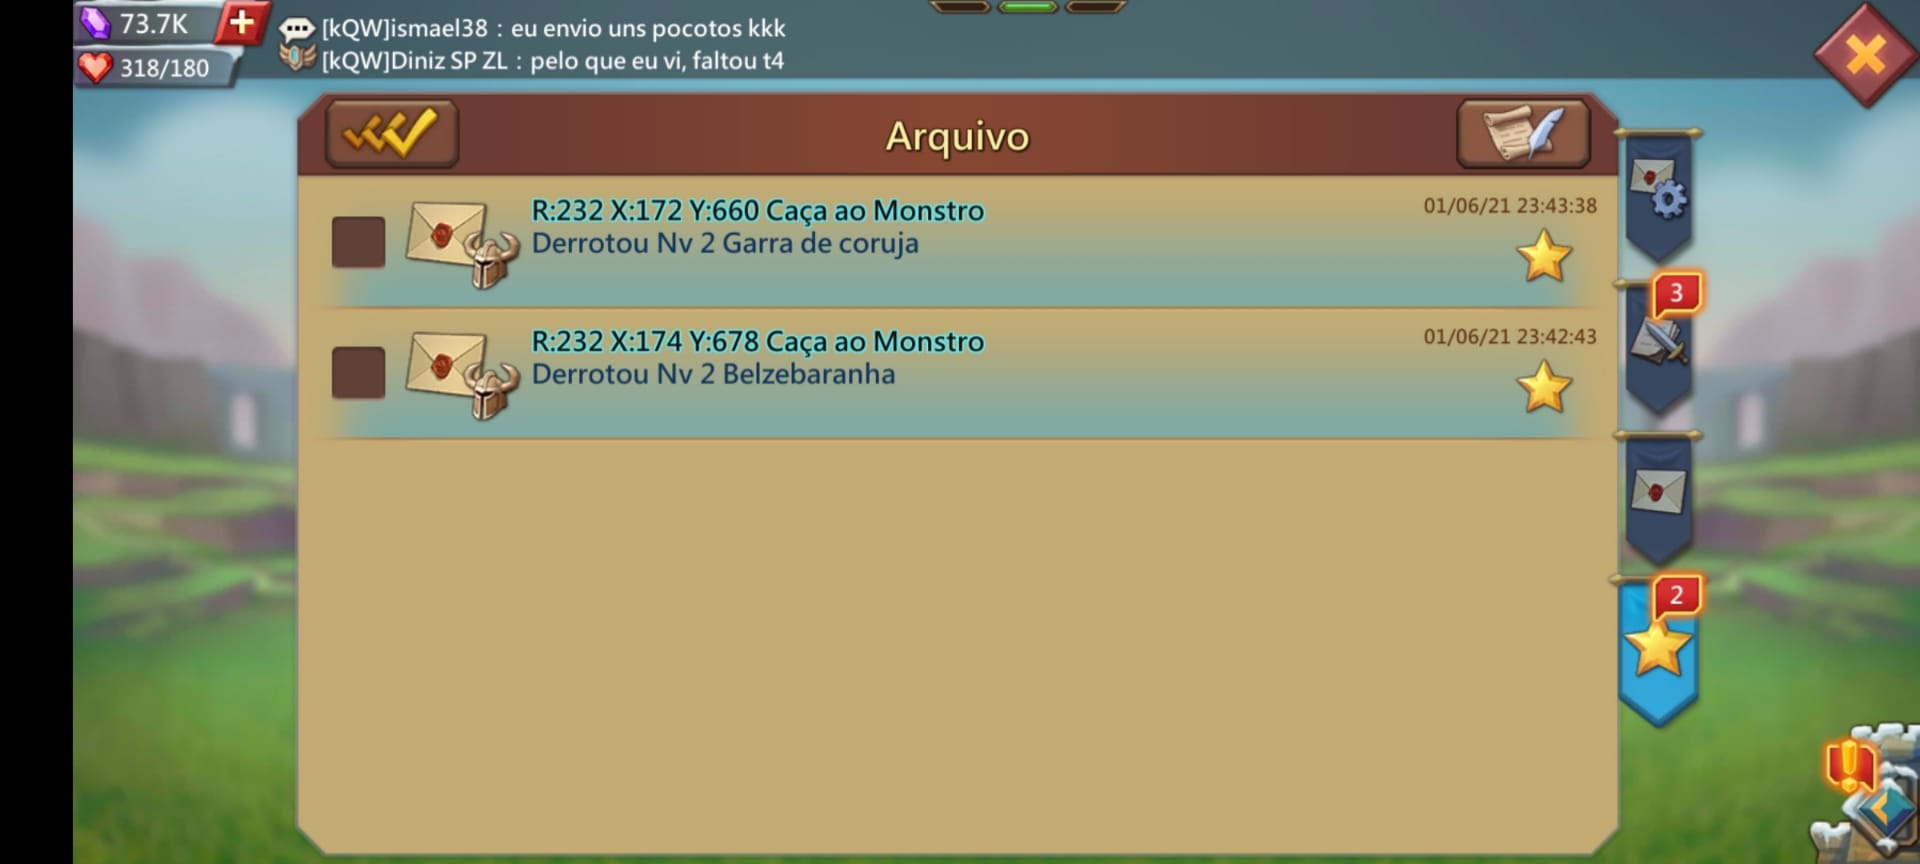 73.7K
318/180
[kQW]ismael38 : eu envio uns pocotos kkk
[kQW]Diniz SP ZL : pelo que eu vi, faltou t4
Arquivo
R:232 X:172 Y:660 Caça ao Monstro
01/06/21 23:43:38
Derrotou Nv 2 Garra de coruja
R:232 X:174 Y:678 Caça ao Monstro
01/06/21 23:42:43
Derrotou Nv 2 Belzebaranha
3
2